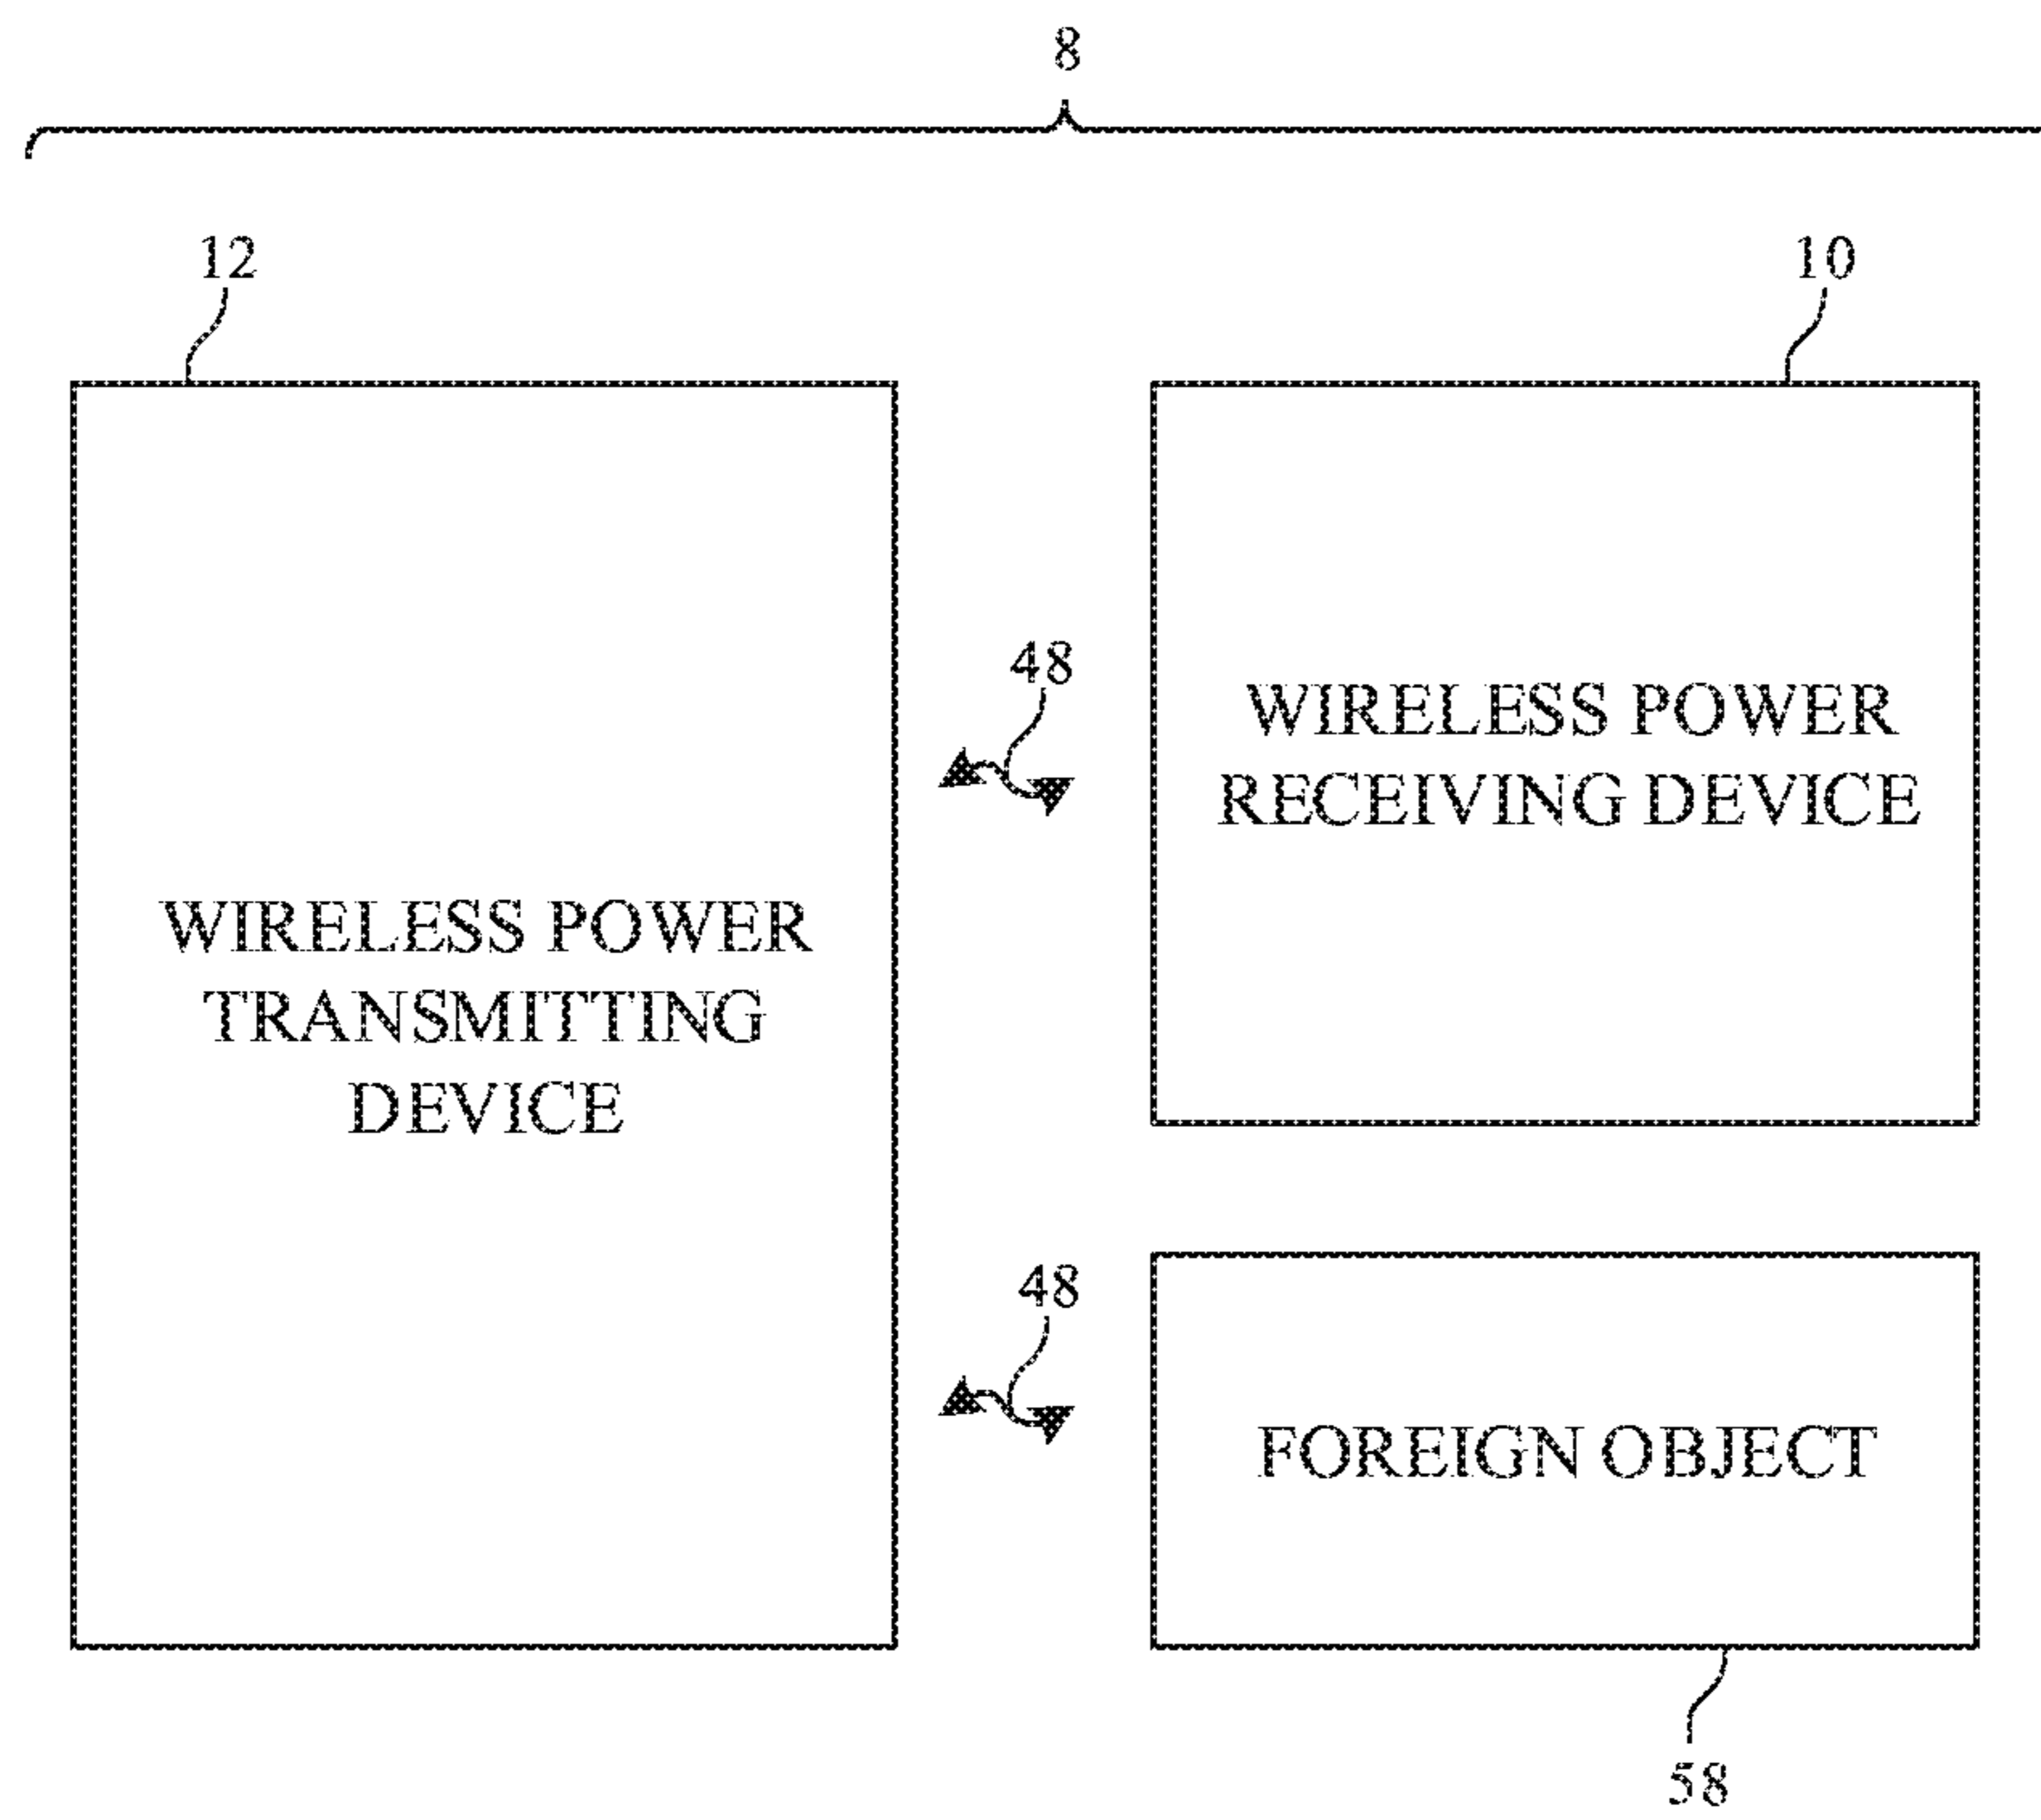 8
12
10
48
WIRELESS POWER
RECEIVING DEVICE
WIRELESS POWER
TRANSMITTING
DEVICE
48
FOREIGN OBJECT
58